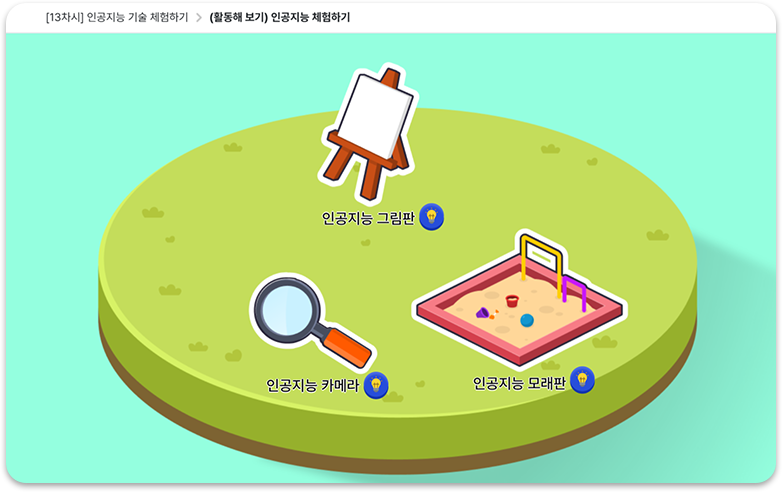 [13차시] 인공지능 기술 체험하기 > (활동해 보기) 인공지능 체험하기
인공지능 그림판
인공지능 카메라
인공지능 모래판